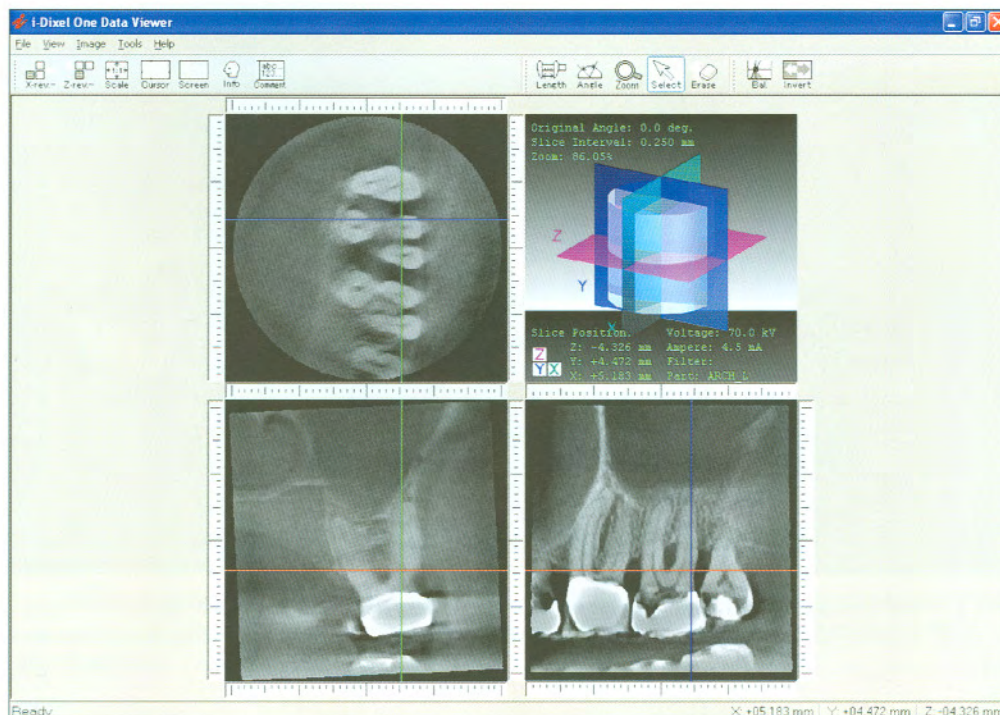 i-Dixel One Data Viewer
File View Image Tools Help
X-rev. Z-rev. Scale Cursor Screen Info Comment Length Angle Zoom Select Erase Bal. Invert
Original Angle: 0.0 deg.
Slice Interval: 0.250 mm
Zoom: 86.05%
Z
Y
X
Slice Position. Voltage: 70.0 kV
Z: -4.326 mm Ampere: 4.5 mA
Y: +4.472 mm Filter:
X: +5.183 mm Part: ARCH_L
Z
Y X
Ready X: +05.183 mm Y: +04.472 mm Z: -04.326 mm